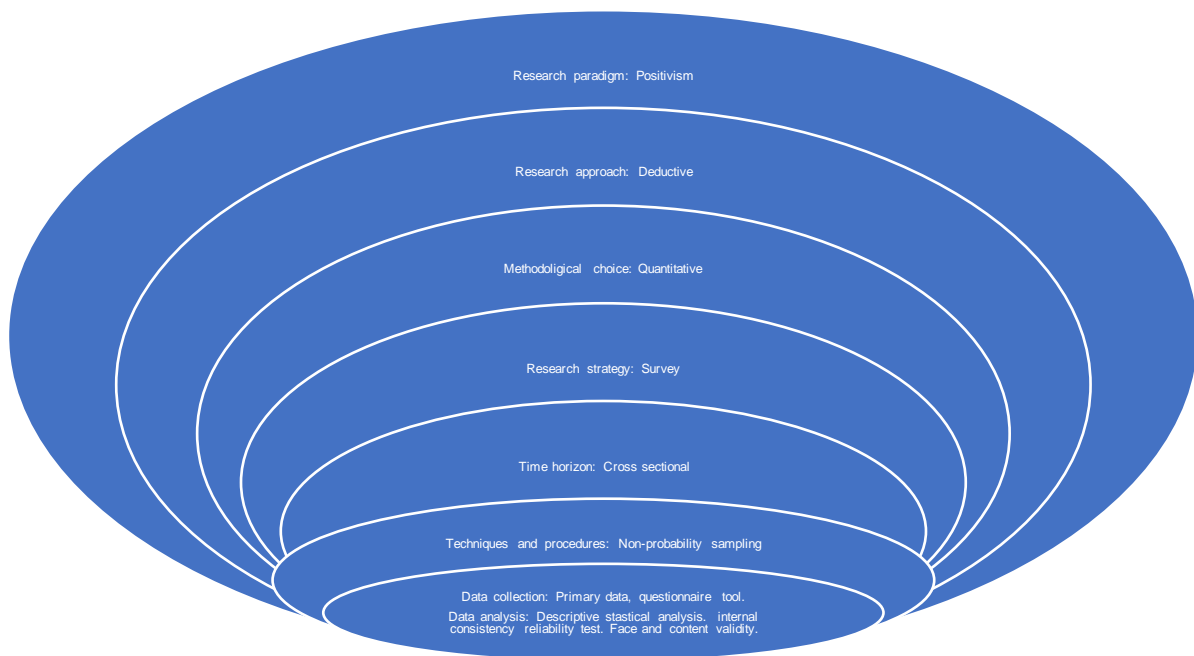 Research paradigm: Positivism
Research approach: Deductive
Methodoligical choice: Quantitative
Research strategy: Survey
Time horizon: Cross sectional
Techniques and procedures: Non-probability sampling
Data collection: Primary data, questionnaire tool.
Data analysis: Descriptive stastical analysis. internal
consistency reliability test. Face and content validity.